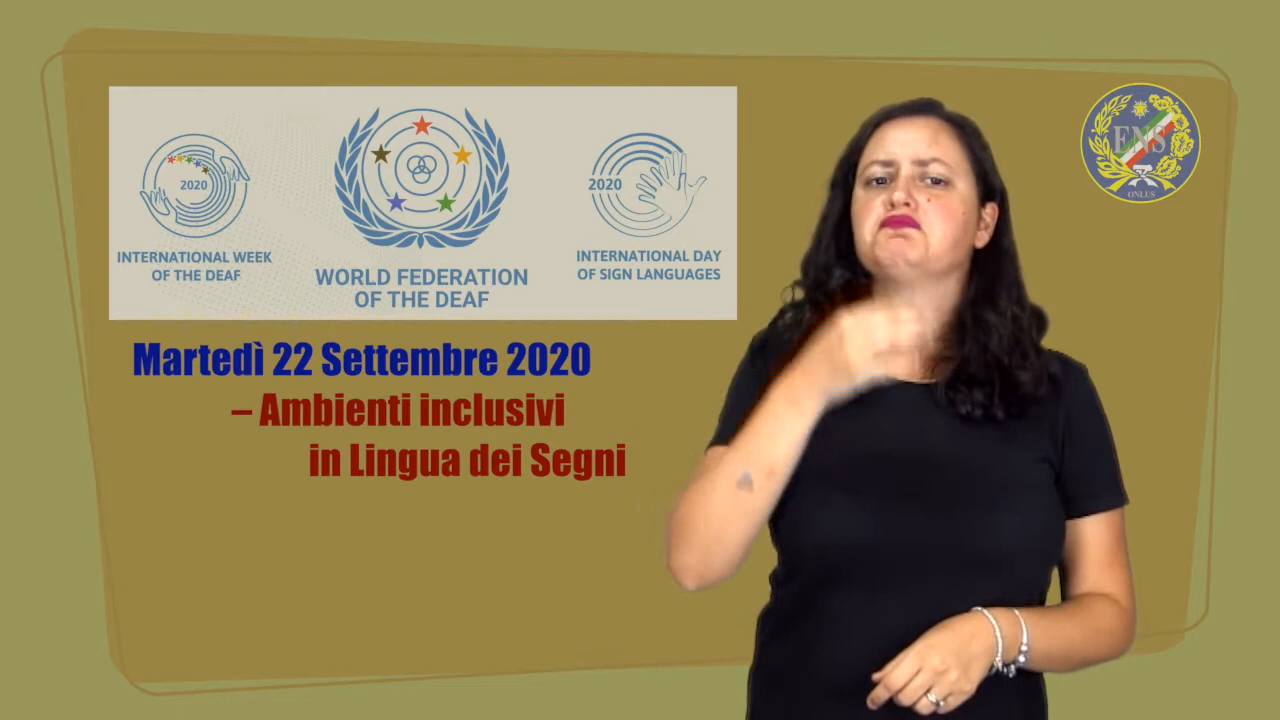 2020
INTERNATIONAL WEEK
OF THE DEAF
WORLD FEDERATION
OF THE DEAF
2020
INTERNATIONAL DAY
OF SIGN LANGUAGES
ENS
ONLUS
Martedì 22 Settembre 2020
– Ambienti inclusivi
in Lingua dei Segni